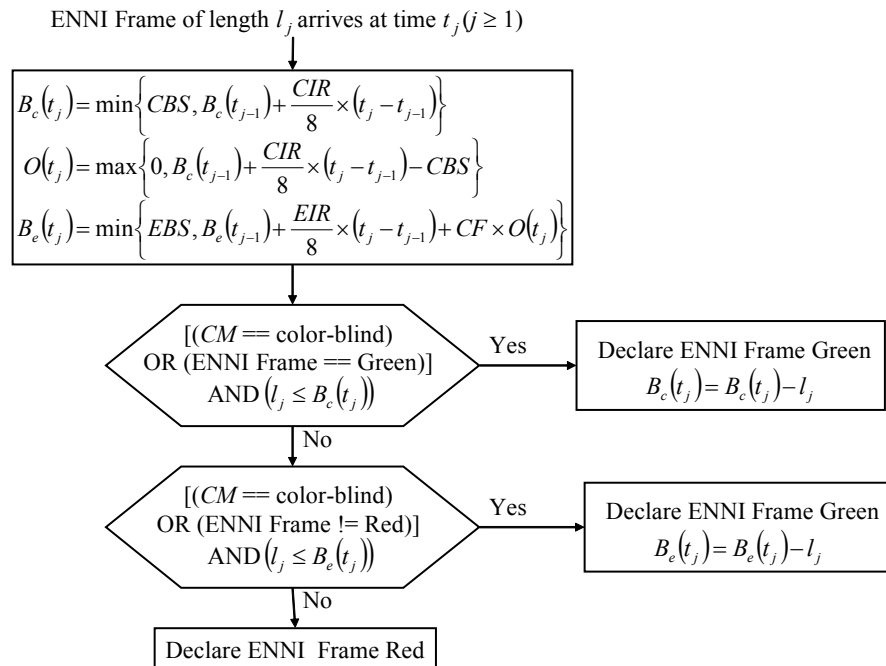 ENNI Frame of length l_j arrives at time t_j (j ≥ 1)
B_c(t_j) = min{CBS, B_c(t_{j-1}) + CIR/8 × (t_j − t_{j-1})}
O(t_j) = max{0, B_c(t_{j-1}) + CIR/8 × (t_j − t_{j-1}) − CBS}
B_e(t_j) = min{EBS, B_e(t_{j-1}) + EIR/8 × (t_j − t_{j-1}) + CF × O(t_j)}
[(CM == color-blind)
OR (ENNI Frame == Green)]
AND (l_j ≤ B_c(t_j))
Yes
Declare ENNI Frame Green
B_c(t_j) = B_c(t_j) − l_j
No
[(CM == color-blind)
OR (ENNI Frame != Red)]
AND (l_j ≤ B_e(t_j))
Yes
Declare ENNI Frame Green
B_e(t_j) = B_e(t_j) − l_j
No
Declare ENNI Frame Red